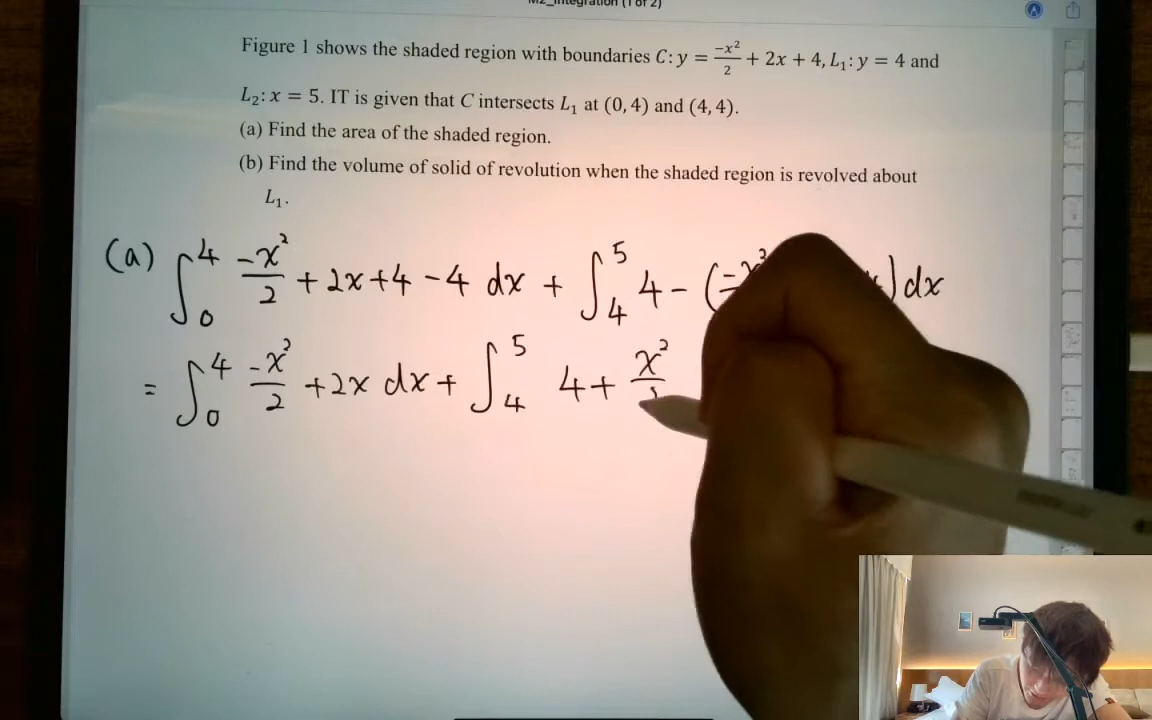 M2_Integration (1 of 2)
Figure 1 shows the shaded region with boundaries C: y = −x²/2 + 2x + 4, L₁: y = 4 and
L₂: x = 5. IT is given that C intersects L₁ at (0, 4) and (4, 4).
(a) Find the area of the shaded region.
(b) Find the volume of solid of revolution when the shaded region is revolved about
L₁.
(a) ∫₀⁴ −x²/2 + 2x + 4 − 4 dx + ∫₄⁵ 4 − (−x² )dx
= ∫₀⁴ −x²/2 + 2x dx + ∫₄⁵ 4 + x²